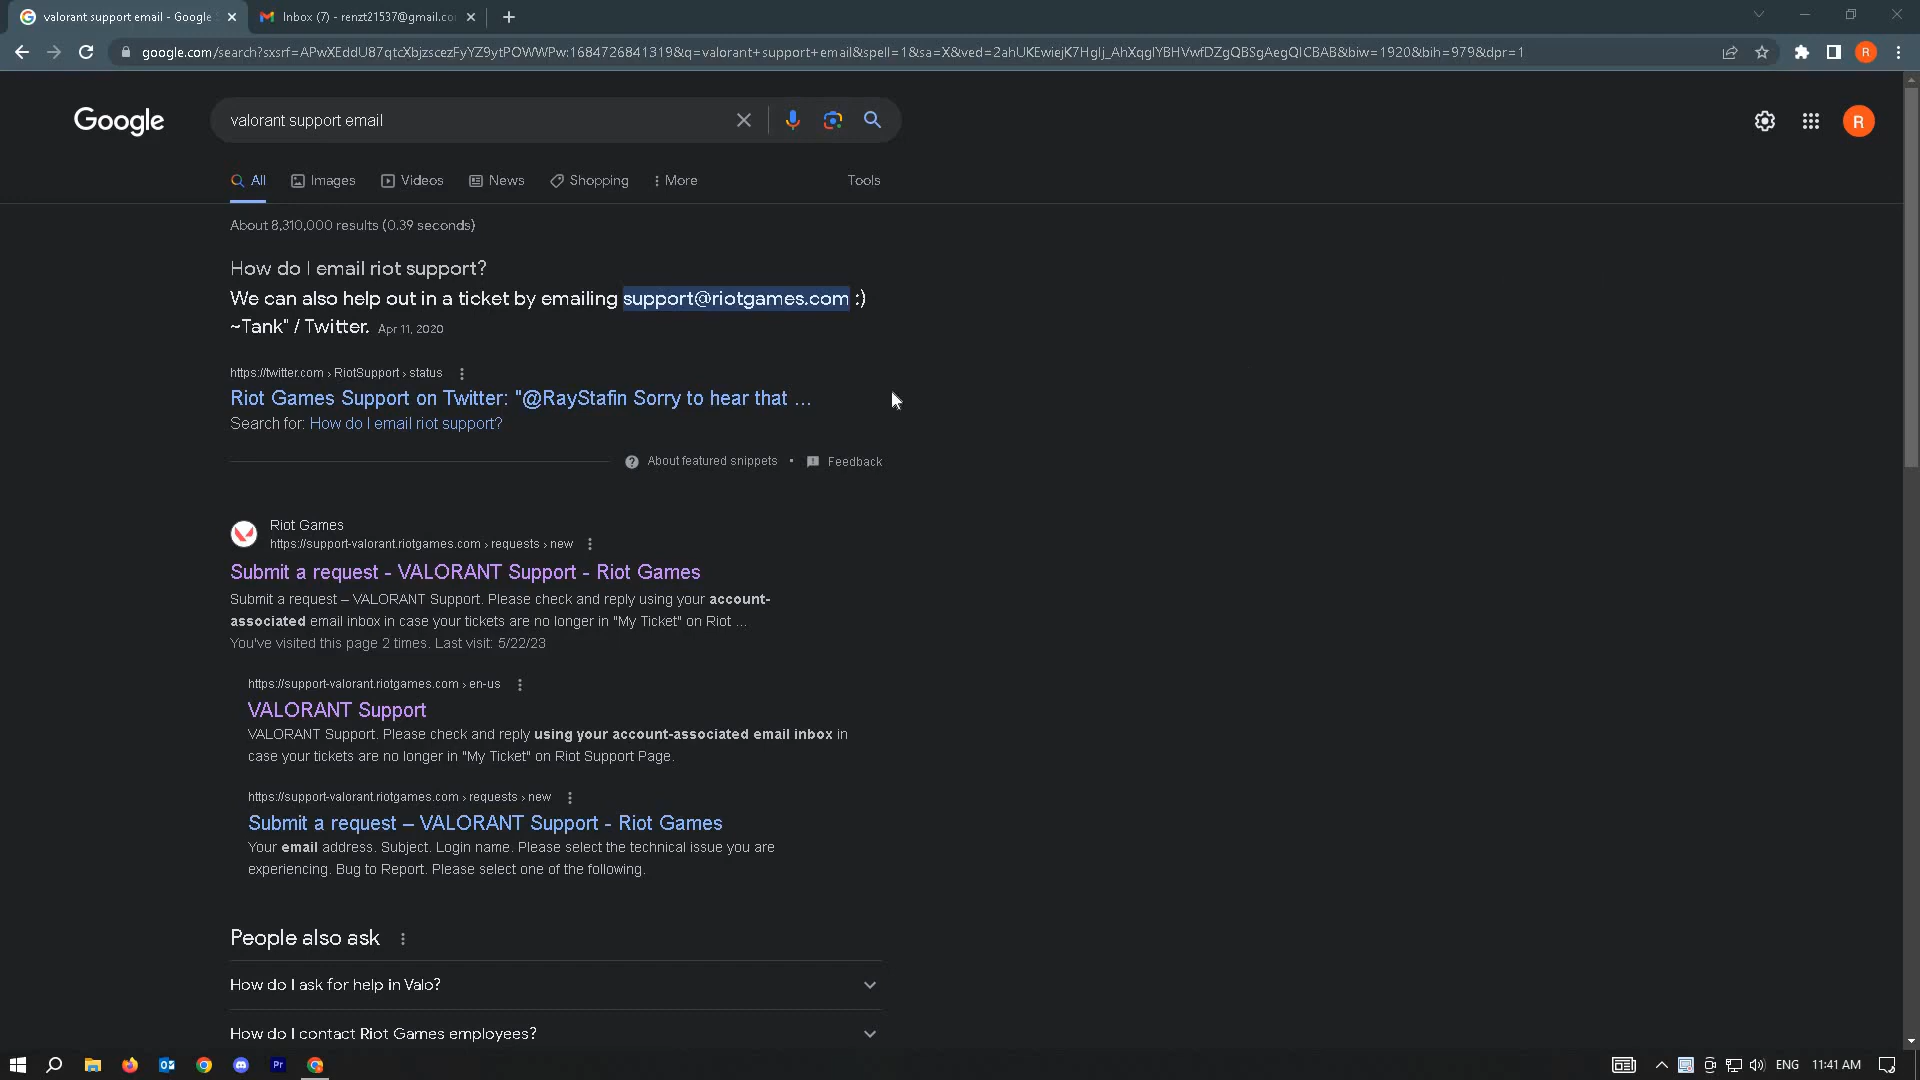 valorant support email - Google S
Inbox (7) - renzt21537@gmail.co
google.com/search?sxsrf=APwXEddU87qtcXbjzscezFyYZ9ytPOWWPw:1684726841319&q=valorant+support+email&spell=1&sa=X&ved=2ahUKEwiejK7HgIj_AhXqglYBHVwfDZgQBSgAegQICBAB&biw=1920&bih=979&dpr=1
R
Google
valorant support email
R
All
Images
Videos
News
Shopping
More
Tools
About 8,310,000 results (0.39 seconds)
How do I email riot support?
We can also help out in a ticket by emailing support@riotgames.com :)
~Tank" / Twitter. Apr 11, 2020
https://twitter.com › RiotSupport › status
Riot Games Support on Twitter: "@RayStafin Sorry to hear that ...
Search for: How do I email riot support?
About featured snippets • Feedback
Riot Games
https://support-valorant.riotgames.com › requests › new
Submit a request - VALORANT Support - Riot Games
Submit a request – VALORANT Support. Please check and reply using your account-
associated email inbox in case your tickets are no longer in "My Ticket" on Riot ...
You've visited this page 2 times. Last visit: 5/22/23
https://support-valorant.riotgames.com › en-us
VALORANT Support
VALORANT Support. Please check and reply using your account-associated email inbox in
case your tickets are no longer in "My Ticket" on Riot Support Page.
https://support-valorant.riotgames.com › requests › new
Submit a request – VALORANT Support - Riot Games
Your email address. Subject. Login name. Please select the technical issue you are
experiencing. Bug to Report. Please select one of the following.
People also ask
How do I ask for help in Valo?
How do I contact Riot Games employees?
Pr
ENG
11:41 AM